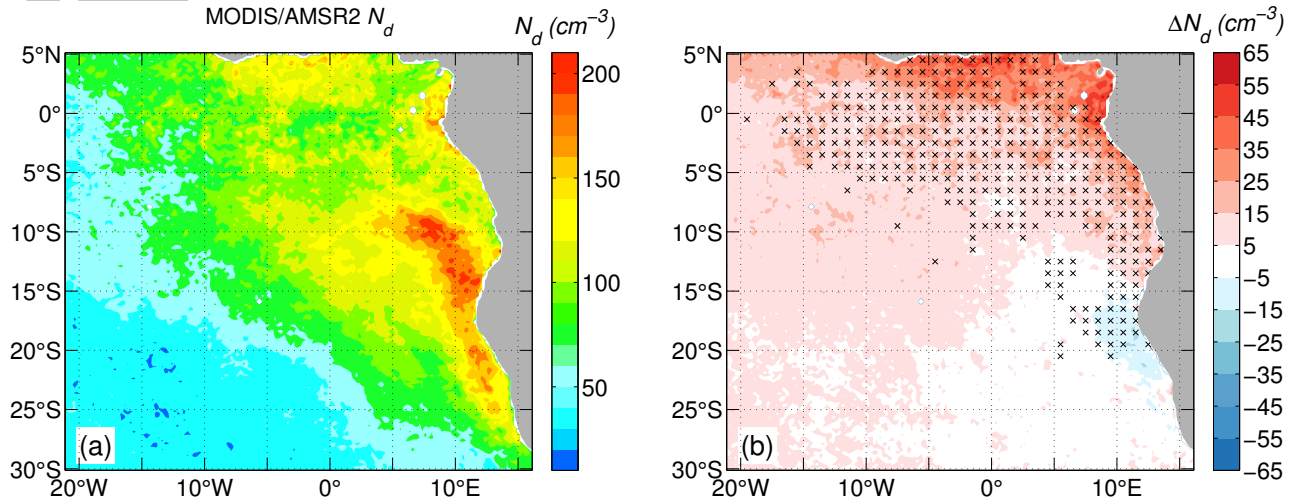 MODIS/AMSR2 N_d
N_d (cm⁻³)
5°N
0°
5°S
10°S
15°S
20°S
25°S
30°S
20°W
10°W
0°
10°E
(a)
200
150
100
50
ΔN_d (cm⁻³)
5°N
0°
5°S
10°S
15°S
20°S
25°S
30°S
20°W
10°W
0°
10°E
(b)
65
55
45
35
25
15
5
−5
−15
−25
−35
−45
−55
−65